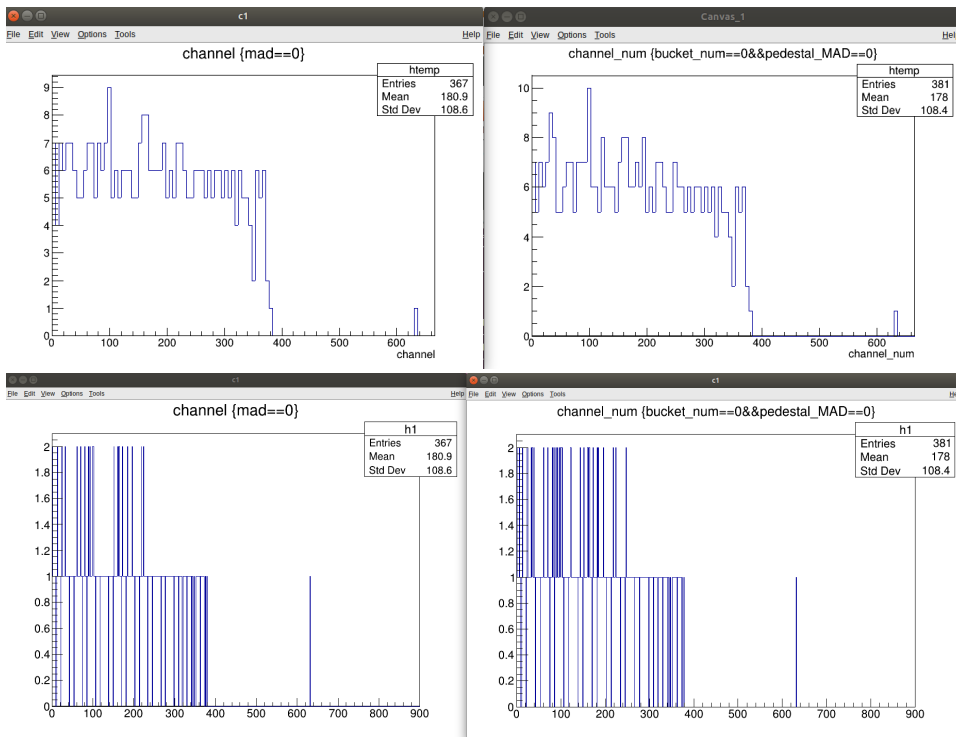 c1
File Edit View Options Tools Help
channel {mad==0}
htemp
Entries 367
Mean 180.9
Std Dev 108.6
9
8
7
6
5
4
3
2
1
0
0 100 200 300 400 500 600
channel
Canvas_1
File Edit View Options Tools Hel
channel_num {bucket_num==0&&pedestal_MAD==0}
htemp
Entries 381
Mean 178
Std Dev 108.4
10
8
6
4
2
0
0 100 200 300 400 500 600
channel_num
c1
File Edit View Options Tools Help
channel {mad==0}
h1
Entries 367
Mean 180.9
Std Dev 108.6
2
1.8
1.6
1.4
1.2
1
0.8
0.6
0.4
0.2
0
0 100 200 300 400 500 600 700 800 900
c1
File Edit View Options Tools He
channel_num {bucket_num==0&&pedestal_MAD==0}
h1
Entries 381
Mean 178
Std Dev 108.4
2
1.8
1.6
1.4
1.2
1
0.8
0.6
0.4
0.2
0
0 100 200 300 400 500 600 700 800 900